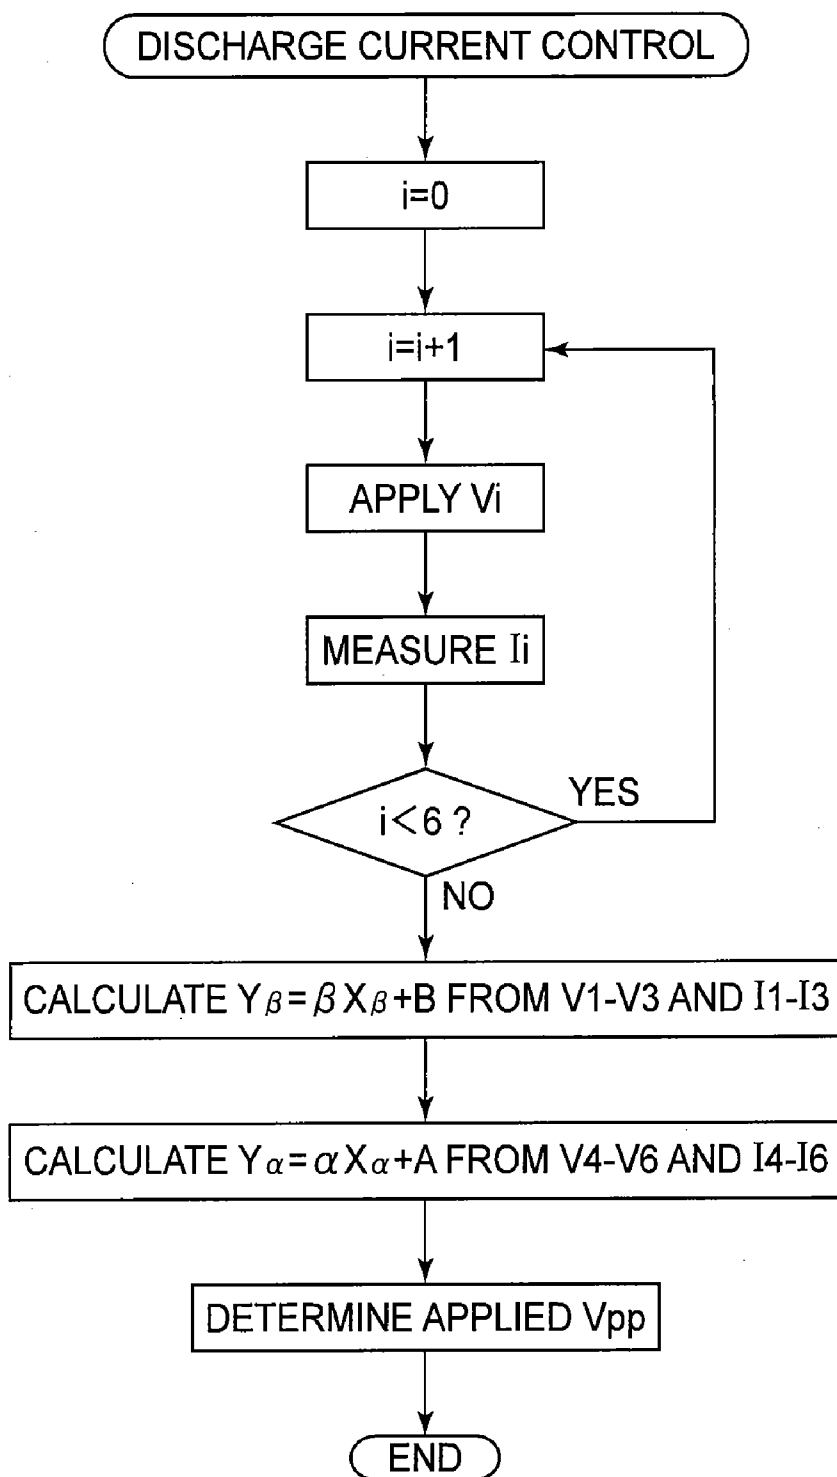 DISCHARGE CURRENT CONTROL
i=0
i=i+1
APPLY Vi
MEASURE Ii
i<6 ?
YES
NO
CALCULATE Yβ=βXβ+B FROM V1-V3 AND I1-I3
CALCULATE Yα=αXα+A FROM V4-V6 AND I4-I6
DETERMINE APPLIED Vpp
END